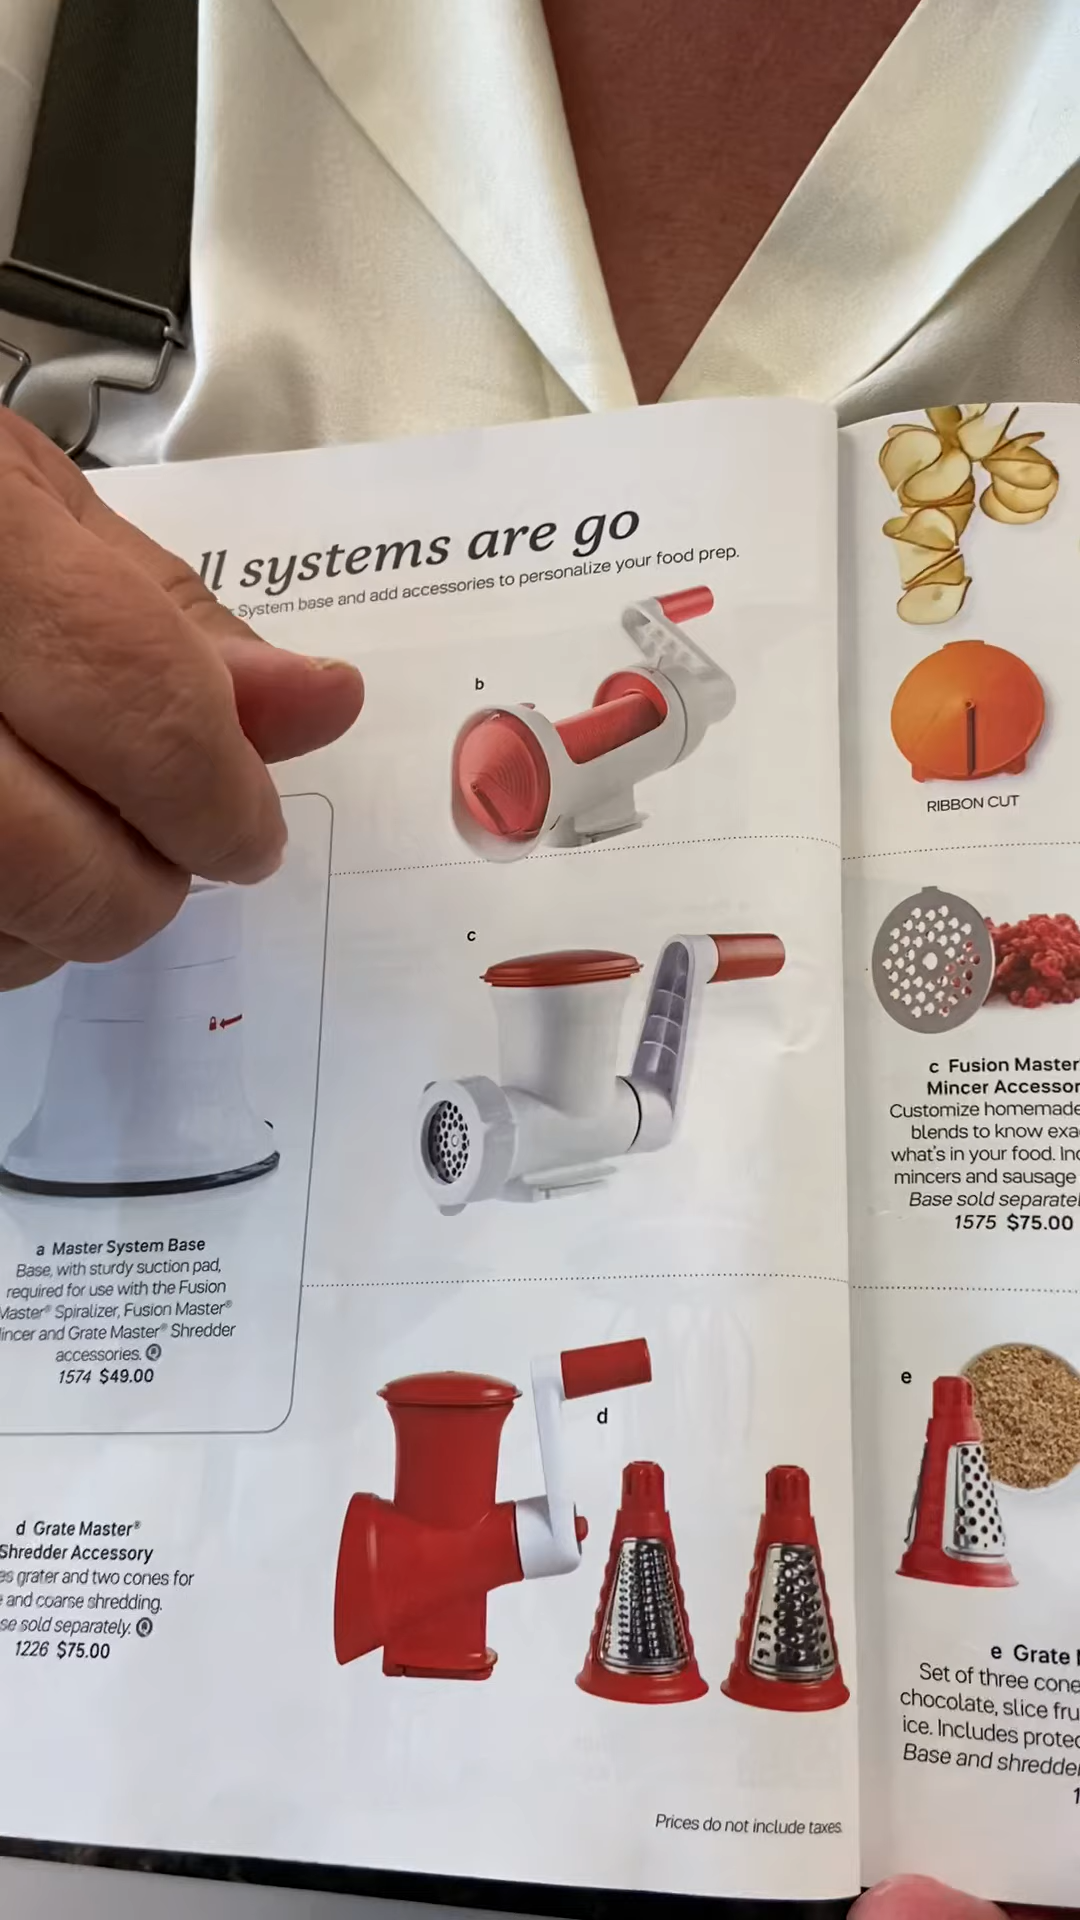 ll systems are go
System base and add accessories to personalize your food prep.
b
c
a Master System Base
Base, with sturdy suction pad,
required for use with the Fusion
Master® Spiralizer, Fusion Master®
incer and Grate Master® Shredder
accessories.
1574 $49.00
d
d Grate Master®
Shredder Accessory
grater and two cones for
and coarse shredding.
se sold separately.
1226 $75.00
Prices do not include taxes.
RIBBON CUT
c Fusion Master
Mincer Accessor
Customize homemade
blends to know exa
what's in your food. Inc
mincers and sausage
Base sold separatel
1575 $75.00
e
e Grate
Set of three cone
chocolate, slice fru
ice. Includes protec
Base and shredde
1